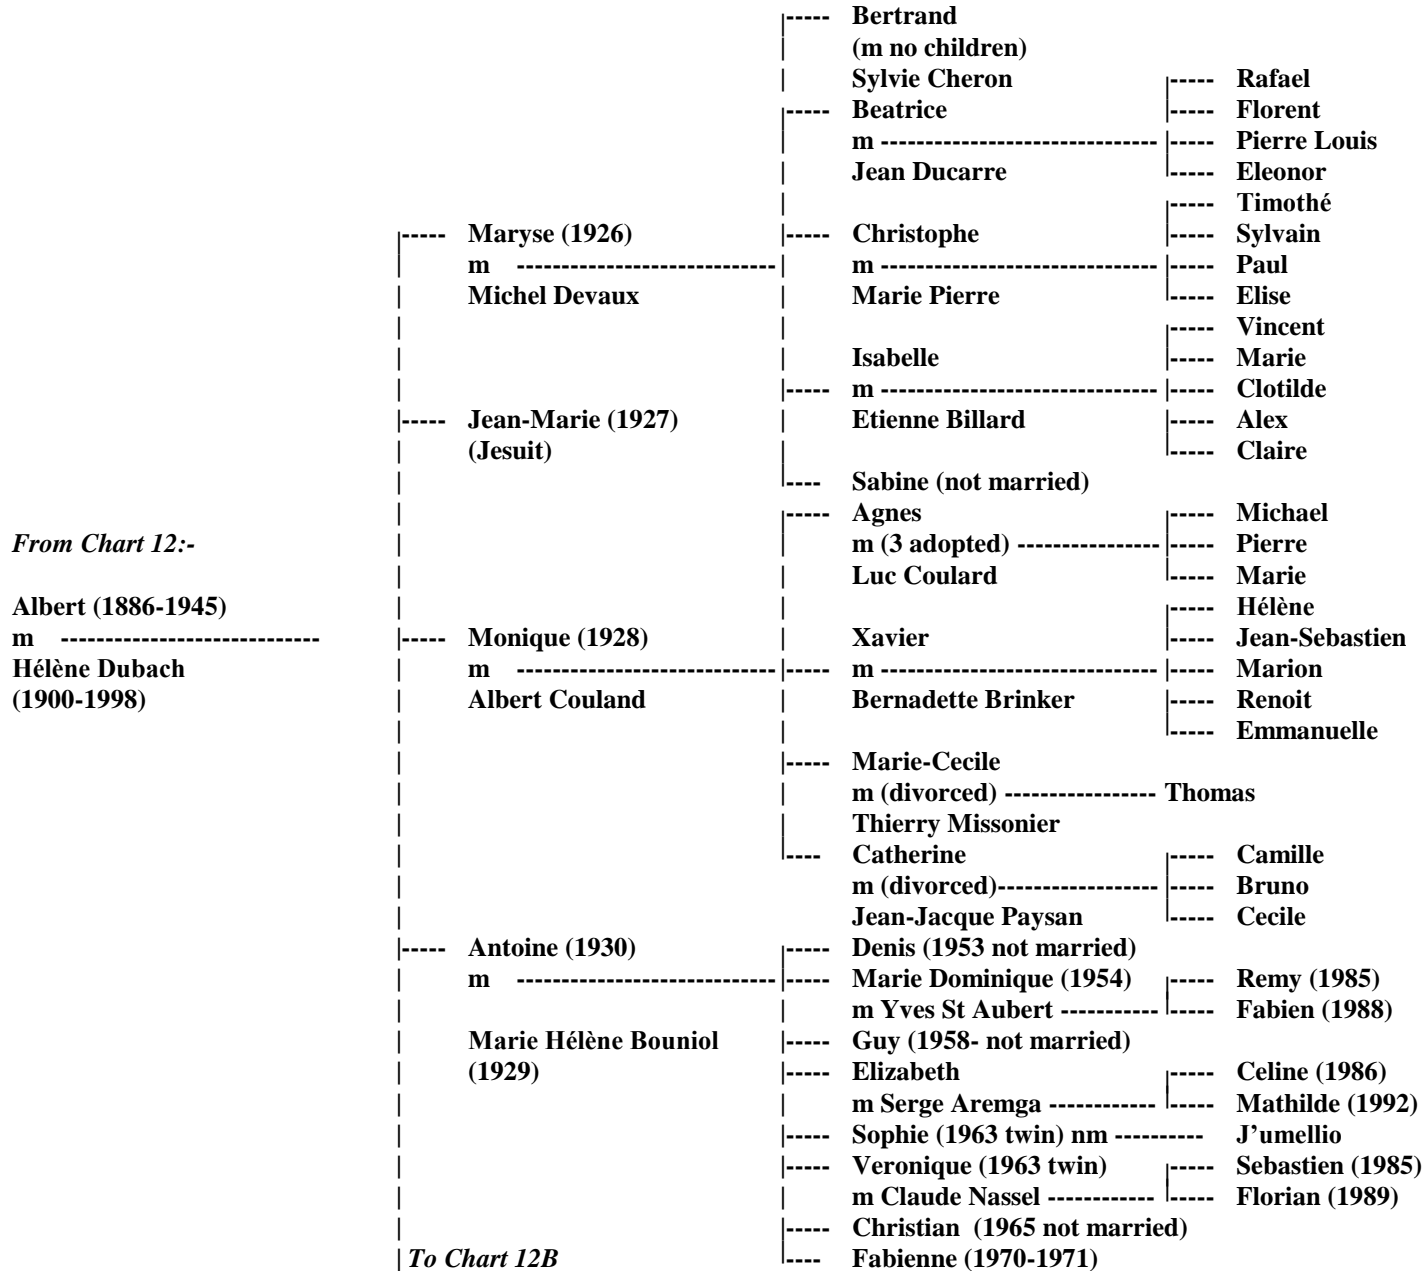 Bertrand
(m no children)
Sylvie Cheron Rafael
Beatrice Florent
m Pierre Louis
Jean Ducarre Eleonor
Timothé
Maryse (1926) Christophe Sylvain
m m Paul
Michel Devaux Marie Pierre Elise
Vincent
Isabelle Marie
m Clotilde
Jean-Marie (1927) Etienne Billard Alex
(Jesuit) Claire
Sabine (not married)
Agnes Michael
From Chart 12:- m (3 adopted) Pierre
Luc Coulard Marie
Albert (1886-1945) Hélène
m Monique (1928) Xavier Jean-Sebastien
Hélène Dubach m m Marion
(1900-1998) Albert Couland Bernadette Brinker Renoit
Emmanuelle
Marie-Cecile
m (divorced) Thomas
Thierry Missonier
Catherine Camille
m (divorced) Bruno
Jean-Jacque Paysan Cecile
Antoine (1930) Denis (1953 not married)
m Marie Dominique (1954) Remy (1985)
m Yves St Aubert Fabien (1988)
Marie Hélène Bouniol Guy (1958- not married)
(1929) Elizabeth Celine (1986)
m Serge Aremga Mathilde (1992)
Sophie (1963 twin) nm J’umellio
Veronique (1963 twin) Sebastien (1985)
m Claude Nassel Florian (1989)
Christian (1965 not married)
To Chart 12B Fabienne (1970-1971)